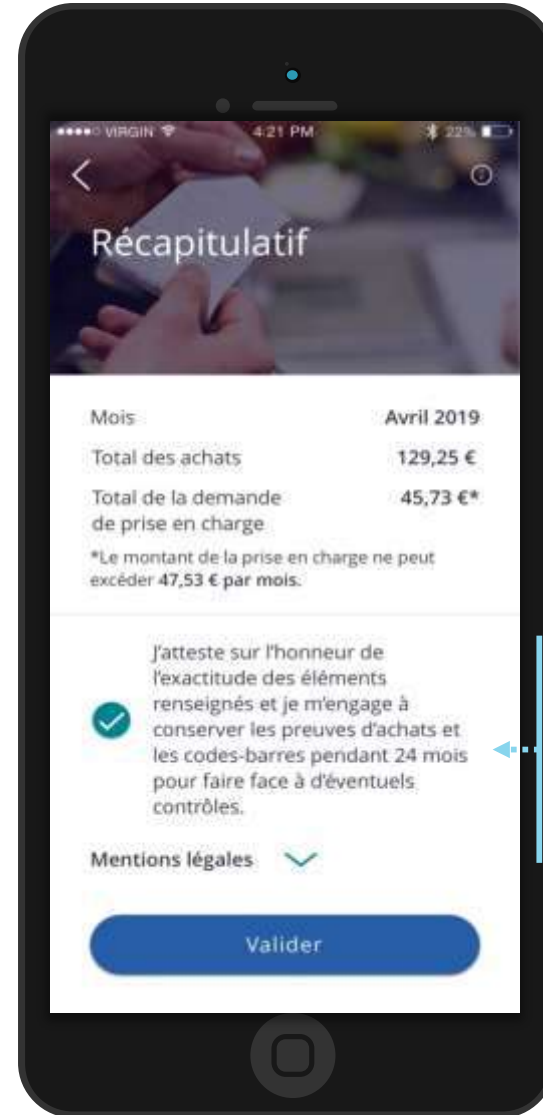 VIRGIN
4:21 PM
22%
Récapitulatif
Mois Avril 2019
Total des achats 129,25 €
Total de la demande 45,73 €*
de prise en charge
*Le montant de la prise en charge ne peut
excéder 47,53 € par mois.
J'atteste sur l'honneur de
l'exactitude des éléments
renseignés et je m'engage à
conserver les preuves d'achats et
les codes-barres pendant 24 mois
pour faire face à d'éventuels
contrôles.
Mentions légales
Valider